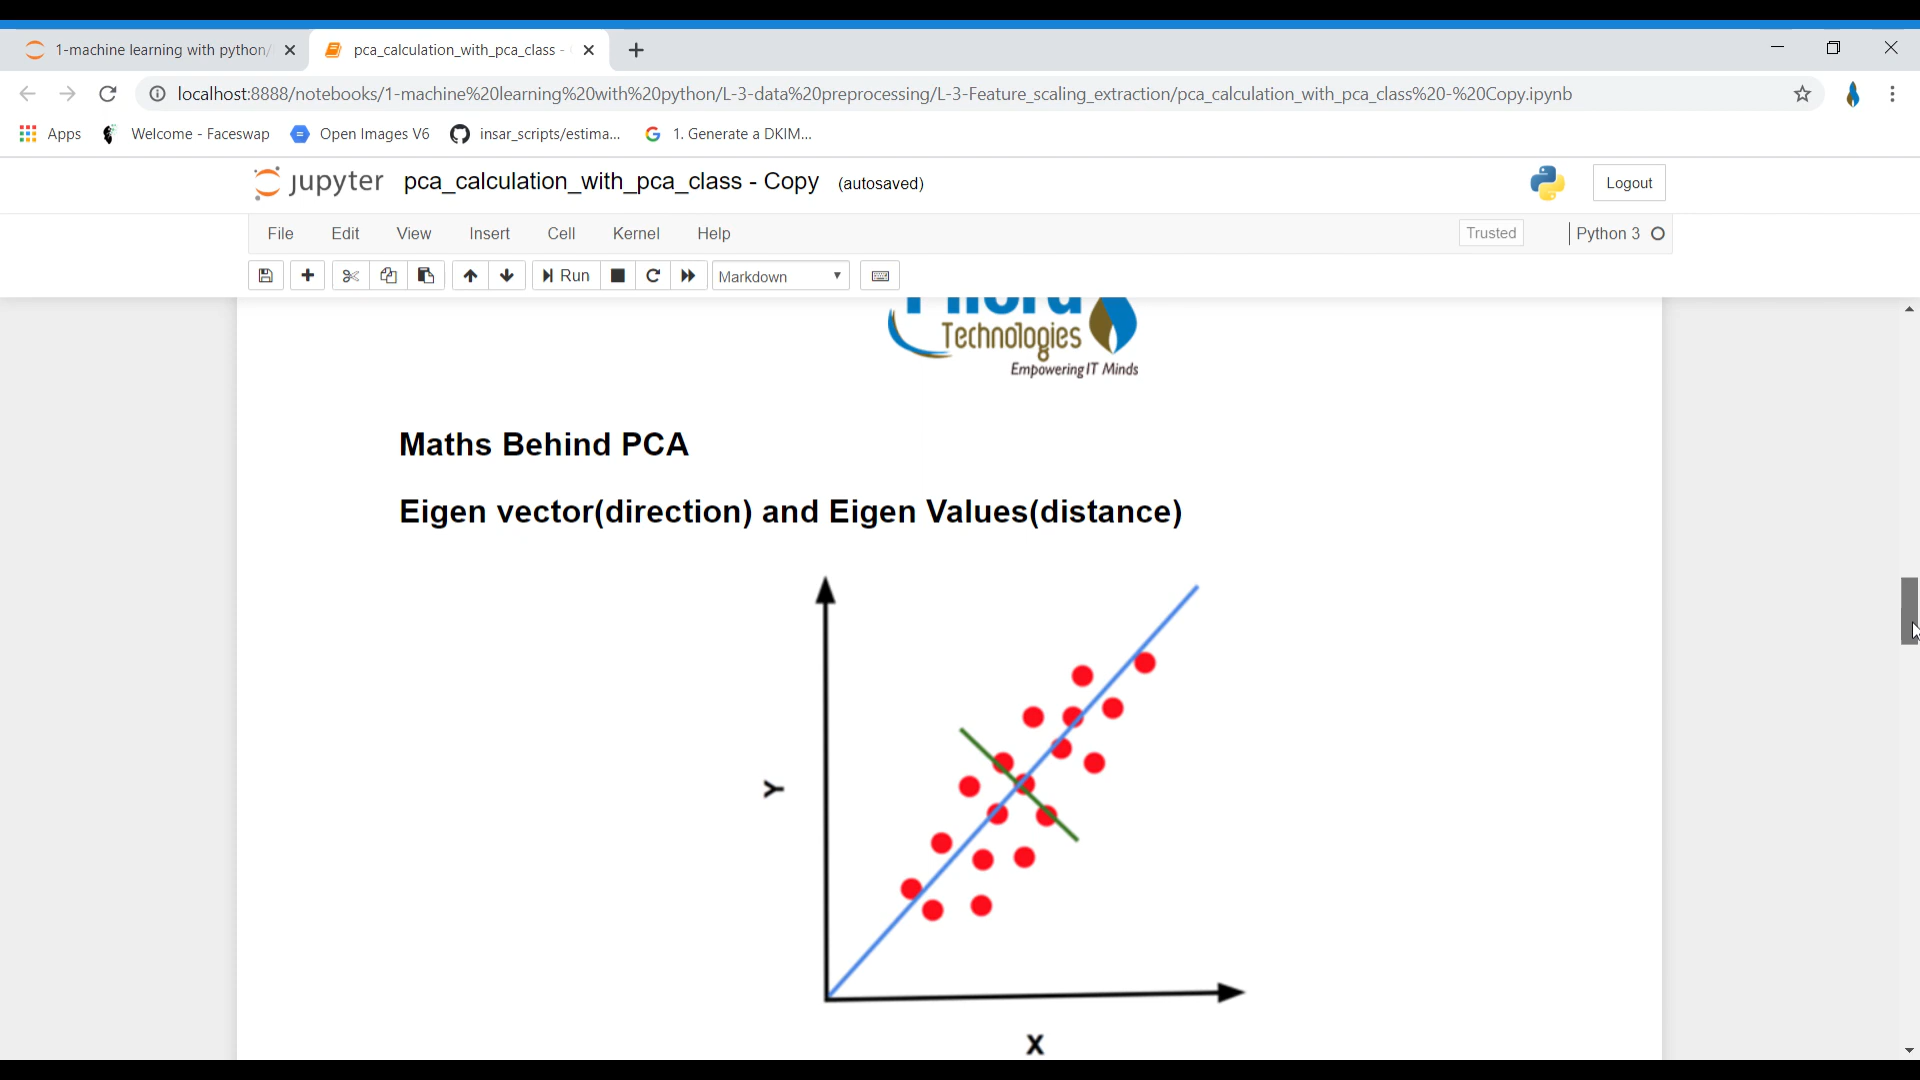 1-machine learning with python/
pca_calculation_with_pca_class -
localhost:8888/notebooks/1-machine%20learning%20with%20python/L-3-data%20preprocessing/L-3-Feature_scaling_extraction/pca_calculation_with_pca_class%20-%20Copy.ipynb
Apps Welcome - Faceswap Open Images V6 insar_scripts/estima... 1. Generate a DKIM...
jupyter pca_calculation_with_pca_class - Copy (autosaved) Logout
File Edit View Insert Cell Kernel Help Trusted Python 3
Run Markdown
Technologies
Empowering IT Minds
Maths Behind PCA
Eigen vector(direction) and Eigen Values(distance)
Y
X